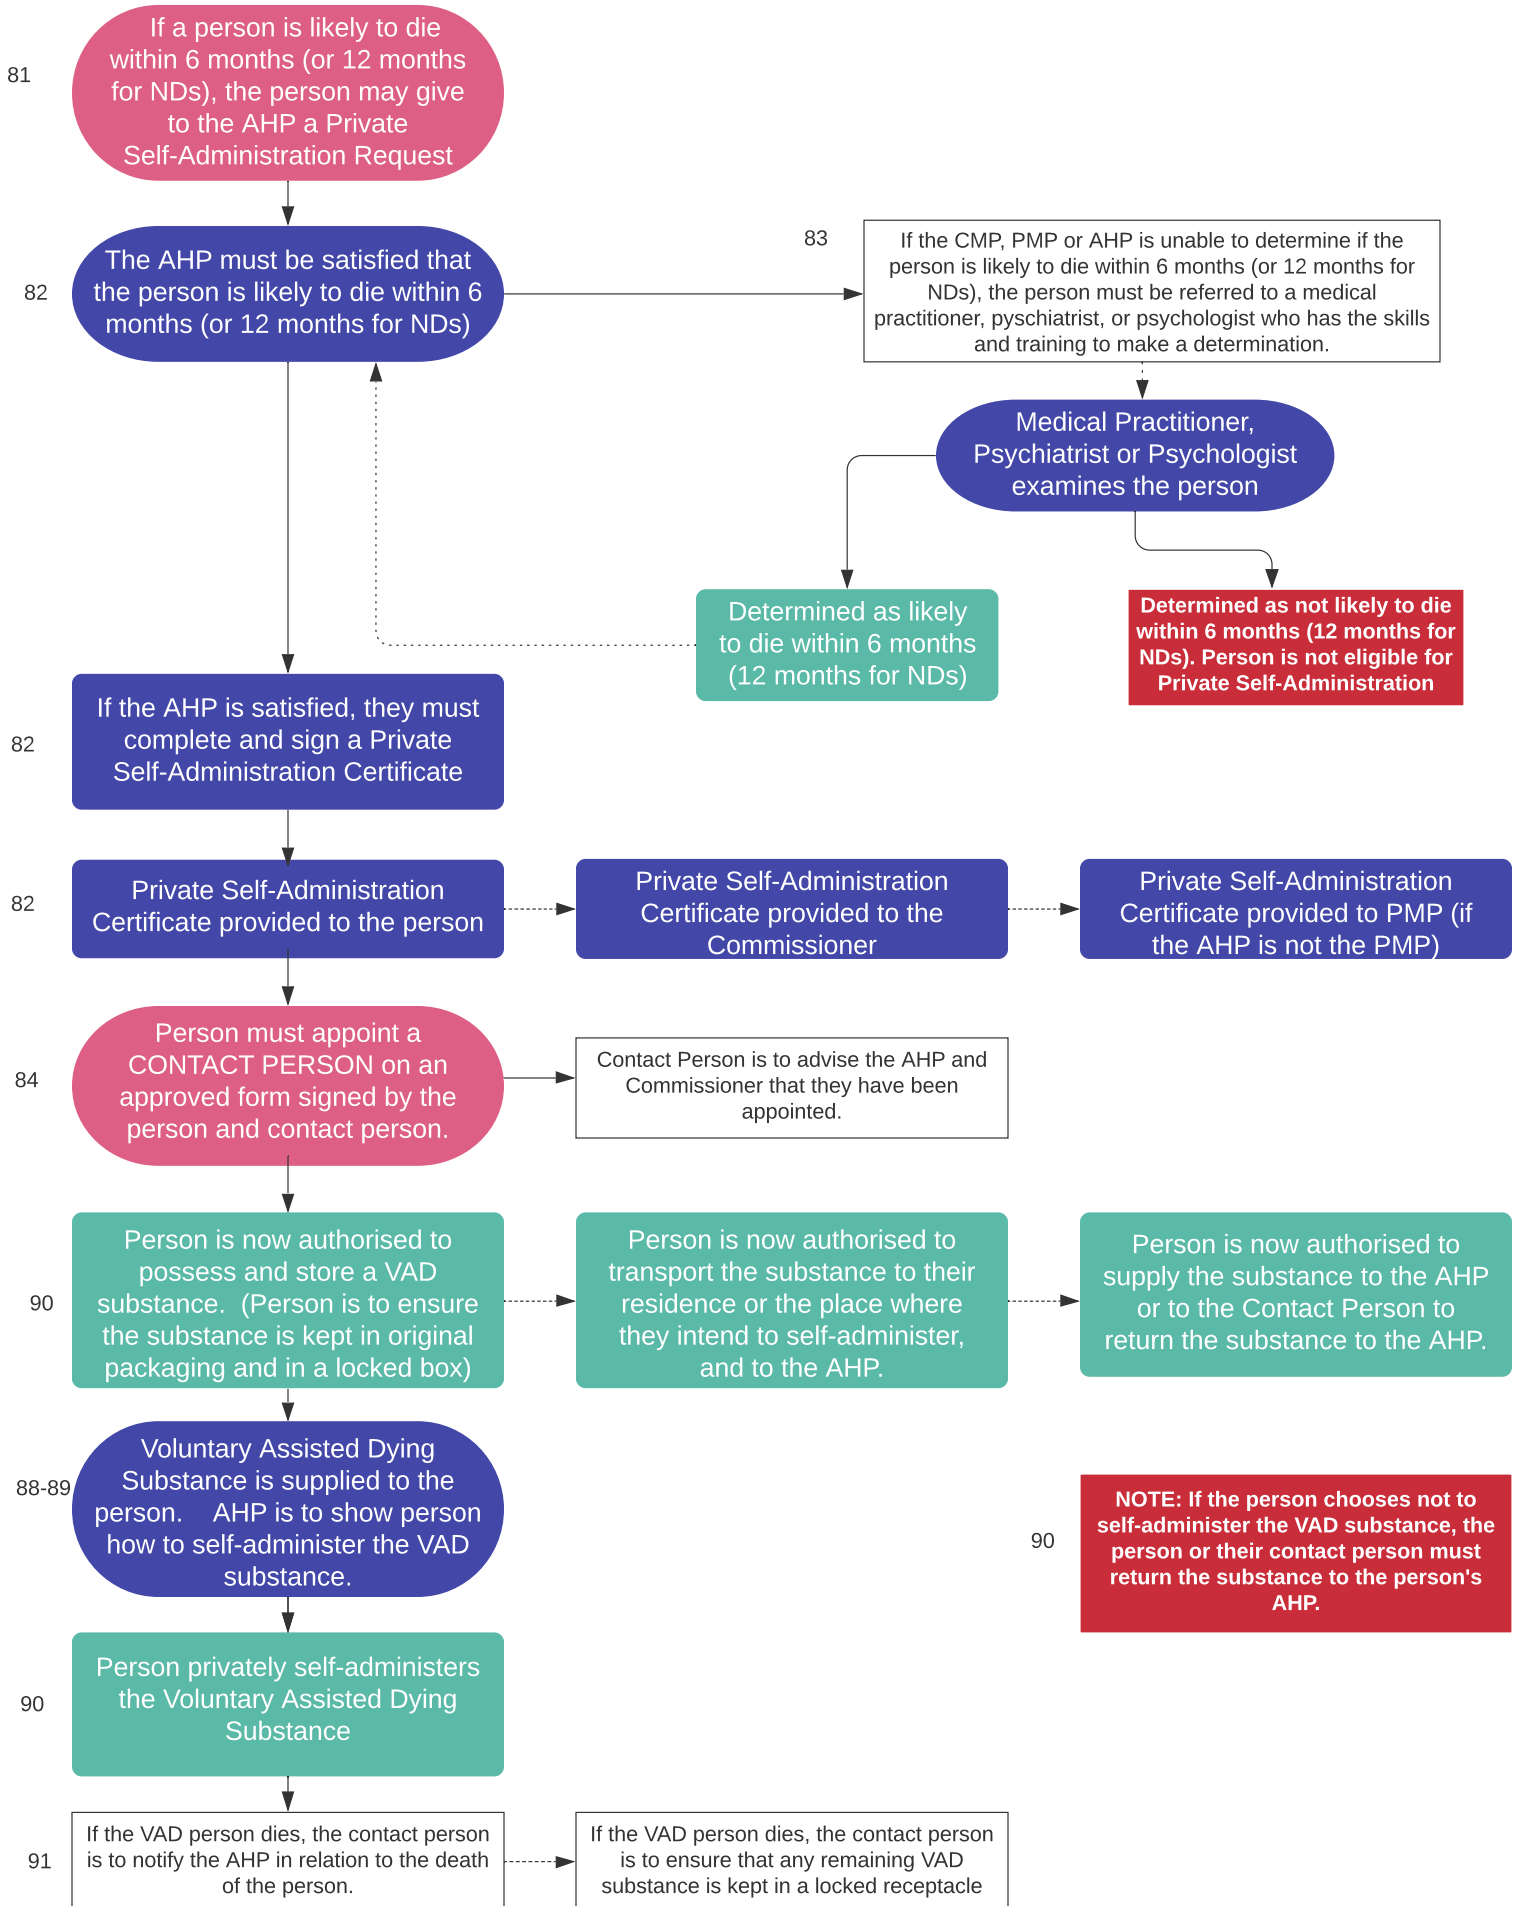 81
If a person is likely to die
within 6 months (or 12 months
for NDs), the person may give
to the AHP a Private
Self-Administration Request
82
The AHP must be satisfied that
the person is likely to die within 6
months (or 12 months for NDs)
83
If the CMP, PMP or AHP is unable to determine if the
person is likely to die within 6 months (or 12 months for
NDs), the person must be referred to a medical
practitioner, pyschiatrist, or psychologist who has the skills
and training to make a determination.
Medical Practitioner,
Psychiatrist or Psychologist
examines the person
Determined as likely
to die within 6 months
(12 months for NDs)
Determined as not likely to die
within 6 months (12 months for
NDs). Person is not eligible for
Private Self-Administration
82
If the AHP is satisfied, they must
complete and sign a Private
Self-Administration Certificate
82
Private Self-Administration
Certificate provided to the person
Private Self-Administration
Certificate provided to the
Commissioner
Private Self-Administration
Certificate provided to PMP (if
the AHP is not the PMP)
84
Person must appoint a
CONTACT PERSON on an
approved form signed by the
person and contact person.
Contact Person is to advise the AHP and
Commissioner that they have been
appointed.
90
Person is now authorised to
possess and store a VAD
substance.  (Person is to ensure
the substance is kept in original
packaging and in a locked box)
Person is now authorised to
transport the substance to their
residence or the place where
they intend to self-administer,
and to the AHP.
Person is now authorised to
supply the substance to the AHP
or to the Contact Person to
return the substance to the AHP.
88-89
Voluntary Assisted Dying
Substance is supplied to the
person.    AHP is to show person
how to self-administer the VAD
substance.
90
NOTE: If the person chooses not to
self-administer the VAD substance, the
person or their contact person must
return the substance to the person's
AHP.
90
Person privately self-administers
the Voluntary Assisted Dying
Substance
91
If the VAD person dies, the contact person
is to notify the AHP in relation to the death
of the person.
If the VAD person dies, the contact person
is to ensure that any remaining VAD
substance is kept in a locked receptacle